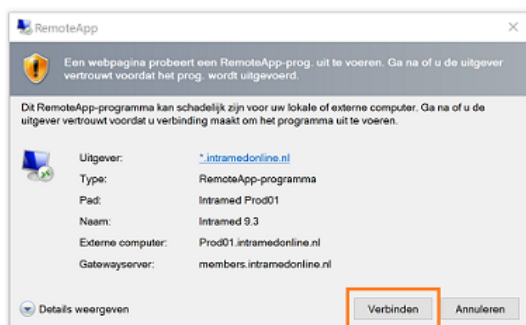 RemoteApp
Een webpagina probeert een RemoteApp-prog. uit te voeren. Ga na of u de uitgever
vertrouwt voordat het prog. wordt uitgevoerd.
Dit RemoteApp-programma kan schadelijk zijn voor uw lokale of externe computer. Ga na of u de
uitgever vertrouwt voordat u verbinding maakt om het programma uit te voeren.
Uitgever: *.intramedonline.nl
Type: RemoteApp-programma
Pad: Intramed Prod01
Naam: Intramed 9.3
Externe computer: Prod01.intramedonline.nl
Gatewayserver: members.intramedonline.nl
Details weergeven Verbinden Annuleren